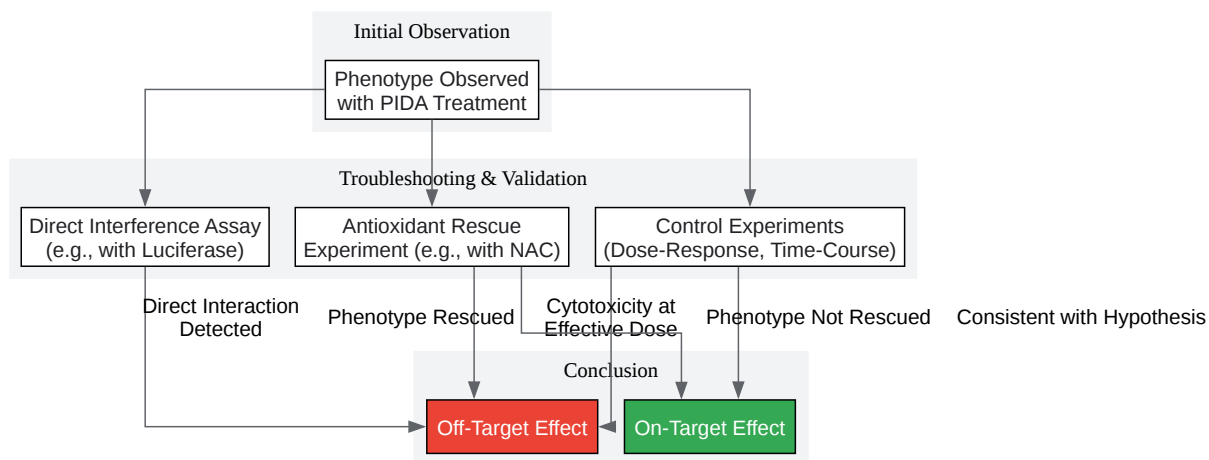 Initial Observation
Phenotype Observed
with PIDA Treatment
Troubleshooting & Validation
Direct Interference Assay
(e.g., with Luciferase)
Antioxidant Rescue
Experiment (e.g., with NAC)
Control Experiments
(Dose-Response, Time-Course)
Direct Interaction
Detected
Phenotype Rescued
Cytotoxicity at
Effective Dose
Phenotype Not Rescued
Consistent with Hypothesis
Conclusion
Off-Target Effect
On-Target Effect